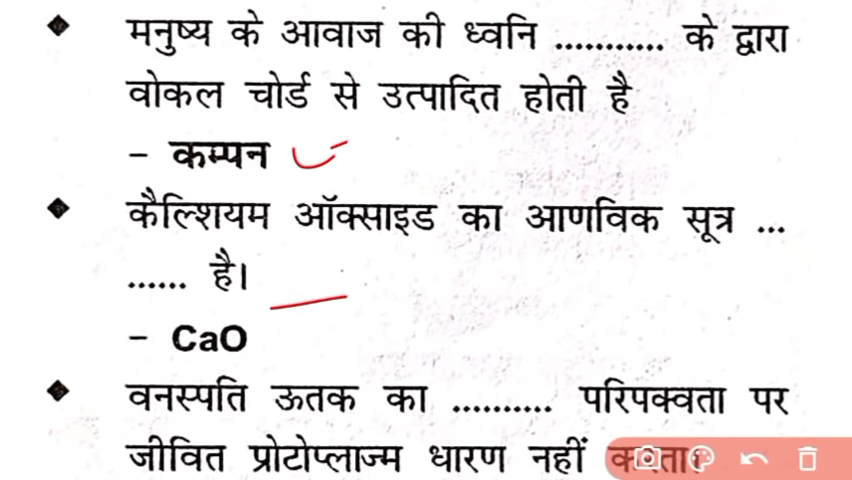 मनुष्य के आवाज की ध्वनि ............ के द्वारा
वोकल चोर्ड से उत्पादित होती है
– कम्पन
कैल्शियम ऑक्साइड का आणविक सूत्र ...
...... है।
– CaO
वनस्पति ऊतक का .......... परिपक्वता पर
जीवित प्रोटोप्लाज्म धारण नहीं करता।